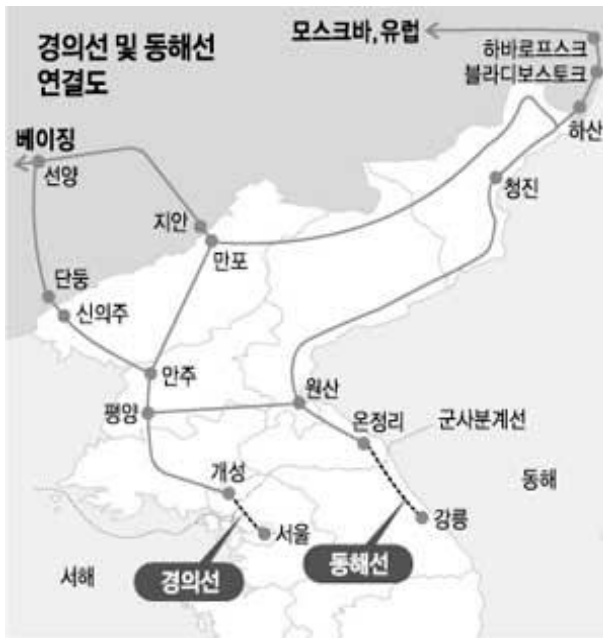 경의선 및 동해선
연결도
모스크바, 유럽
하바로프스크
블라디보스토크
하산
베이징
선양
청진
지안
만포
단둥
신의주
만주
원산
평양
온정리
군사분계선
개성
동해
서울
강릉
경의선
동해선
서해